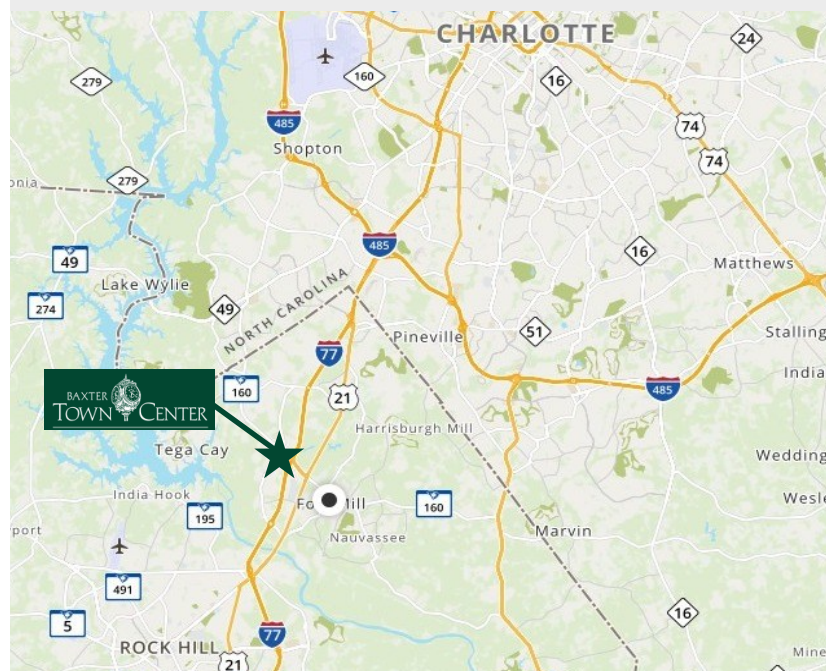 CHARLOTTE
24
279
160
16
485
74
Shopton
74
279
onia
485
16
49
Matthews
Lake Wylie
274
49
NORTH CAROLINA
51
Stalling
Pineville
77
India
485
160
21
BAXTER
TOWN CENTER
Harrisburgh Mill
Tega Cay
Wedding
India Hook
Wesle
195
160
port
Nauvassee
Marvin
491
16
5
77
ROCK HILL
21
Mine